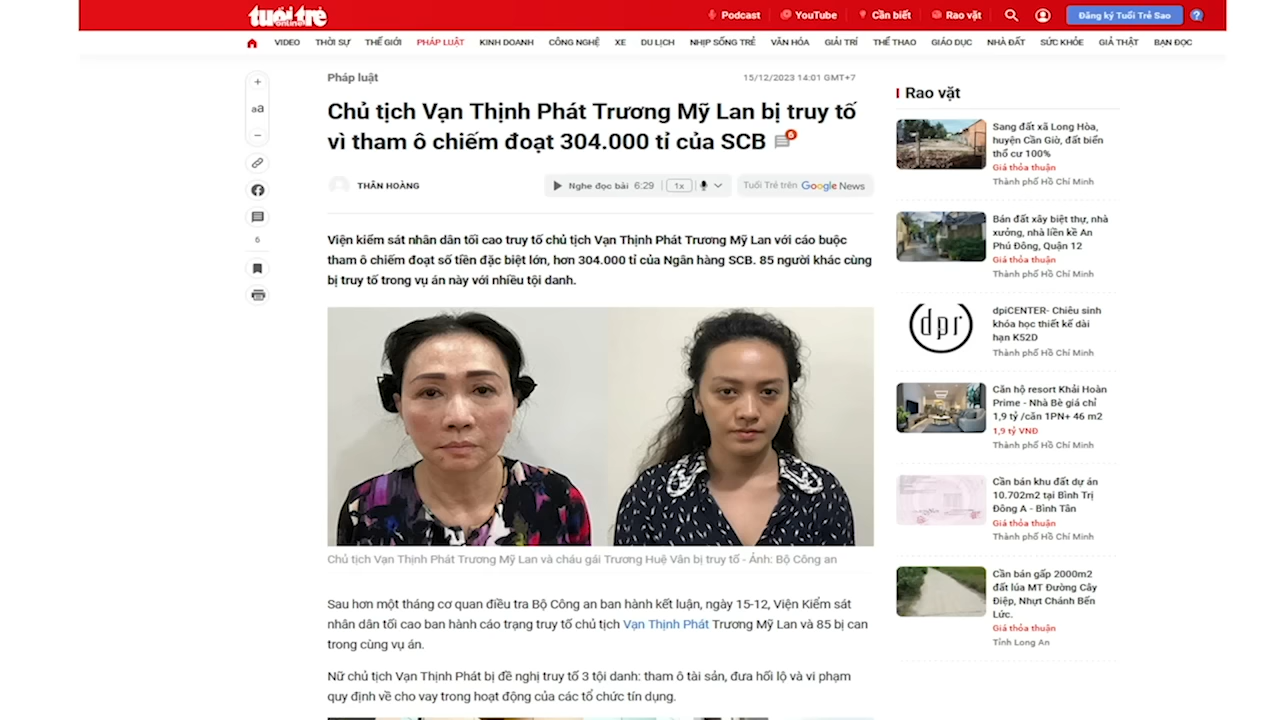 tuổi trẻ
online
Podcast
YouTube
Cần biết
Rao vặt
Đăng ký Tuổi Trẻ Sao
?
VIDEO
THỜI SỰ
THẾ GIỚI
PHÁP LUẬT
KINH DOANH
CÔNG NGHỆ
XE
DU LỊCH
NHỊP SỐNG TRẺ
VĂN HÓA
GIẢI TRÍ
THỂ THAO
GIÁO DỤC
NHÀ ĐẤT
SỨC KHỎE
GIẢ THẬT
BẠN ĐỌC
+
aa
−
6
Pháp luật
15/12/2023 14:01 GMT+7
Chủ tịch Vạn Thịnh Phát Trương Mỹ Lan bị truy tố
vì tham ô chiếm đoạt 304.000 tỉ của SCB
6
THÂN HOÀNG
Nghe đọc bài 6:29
1x
Tuổi Trẻ trên Google News
Viện kiểm sát nhân dân tối cao truy tố chủ tịch Vạn Thịnh Phát Trương Mỹ Lan với cáo buộc
tham ô chiếm đoạt số tiền đặc biệt lớn, hơn 304.000 tỉ của Ngân hàng SCB. 85 người khác cùng
bị truy tố trong vụ án này với nhiều tội danh.
Chủ tịch Vạn Thịnh Phát Trương Mỹ Lan và cháu gái Trương Huệ Vân bị truy tố - Ảnh: Bộ Công an
Sau hơn một tháng cơ quan điều tra Bộ Công an ban hành kết luận, ngày 15-12, Viện Kiểm sát
nhân dân tối cao ban hành cáo trạng truy tố chủ tịch Vạn Thịnh Phát Trương Mỹ Lan và 85 bị can
trong cùng vụ án.
Nữ chủ tịch Vạn Thịnh Phát bị đề nghị truy tố 3 tội danh: tham ô tài sản, đưa hối lộ và vi phạm
quy định về cho vay trong hoạt động của các tổ chức tín dụng.
Rao vặt
Sang đất xã Long Hòa,
huyện Cần Giờ, đất biển
thổ cư 100%
Giá thỏa thuận
Thành phố Hồ Chí Minh
Bán đất xây biệt thự, nhà
xưởng, nhà liền kề An
Phú Đông, Quận 12
Giá thỏa thuận
Thành phố Hồ Chí Minh
dpi
dpiCENTER- Chiêu sinh
khóa học thiết kế dài
hạn K52D
Thành phố Hồ Chí Minh
Căn hộ resort Khải Hoàn
Prime - Nhà Bè giá chỉ
1,9 tỷ /căn 1PN+ 46 m2
1,9 tỷ VNĐ
Thành phố Hồ Chí Minh
Cần bán khu đất dự án
10.702m2 tại Bình Trị
Đông A - Bình Tân
Giá thỏa thuận
Thành phố Hồ Chí Minh
Cần bán gấp 2000m2
đất lúa MT Đường Cây
Điệp, Nhựt Chánh Bến
Lức.
Giá thỏa thuận
Tỉnh Long An